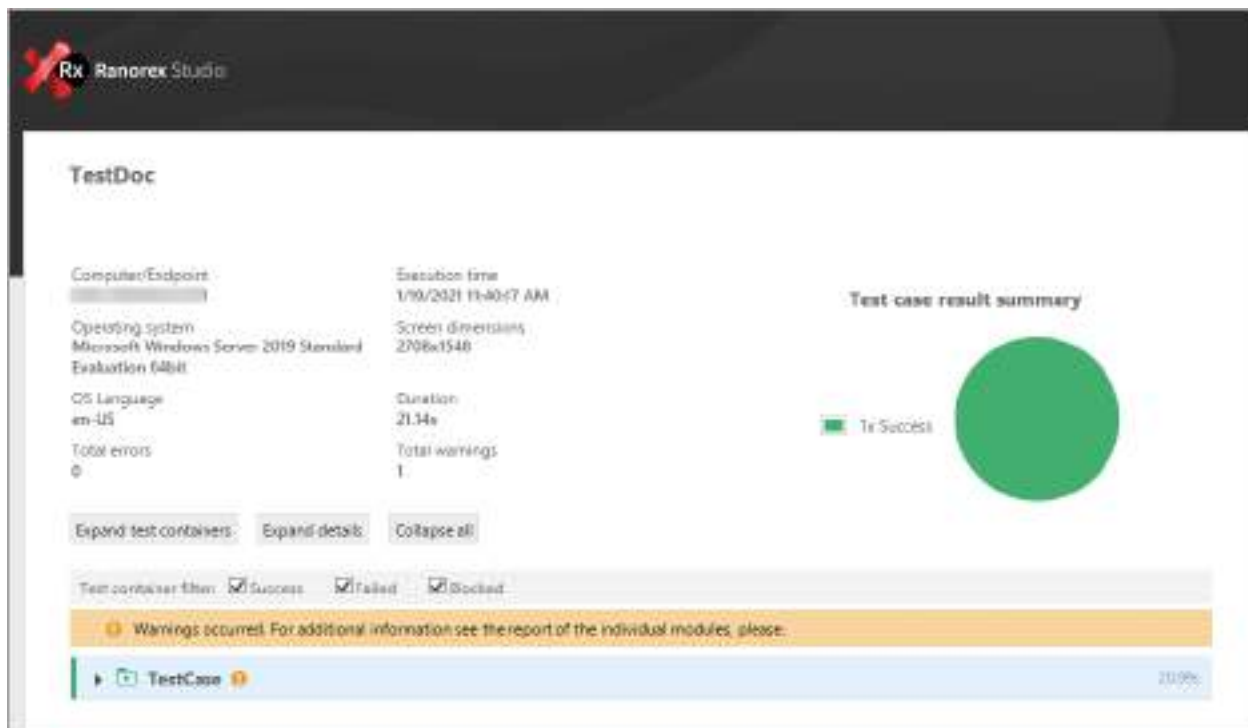 Rx Ranorex Studio
TestDoc
Computer/Endpoint
Execution time
1/19/2021 11:40:17 AM
Operating system
Microsoft Windows Server 2019 Standard
Evaluation 64bit
Screen dimensions
2708x1548
OS Language
en-US
Duration
21.14s
Total errors
0
Total warnings
1
Test case result summary
1x Success
Expand test containers
Expand details
Collapse all
Test container filter: Success Failed Blocked
Warnings occurred. For additional information see the report of the individual modules, please.
TestCase